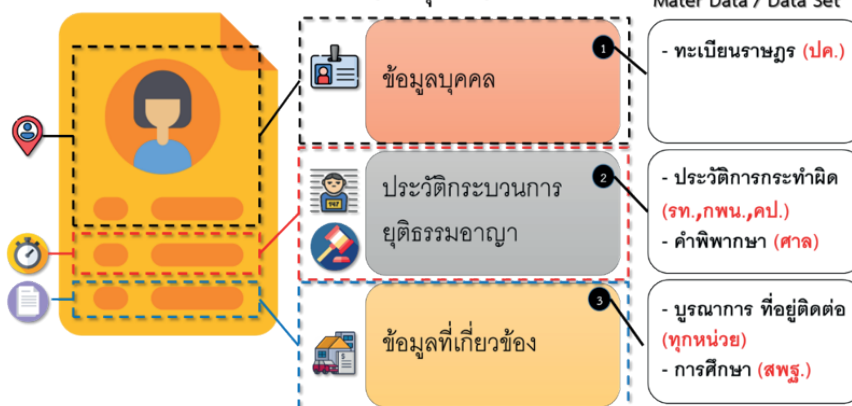 Mater Data / Data Set
1
ข้อมูลบุคคล
- ทะเบียนราษฎร (ปค.)
2
ประวัติกระบวนการ
ยุติธรรมอาญา
947
- ประวัติการกระทำผิด
(รท.,กพน.,คป.)
- คำพิพากษา (ศาล)
3
ข้อมูลที่เกี่ยวข้อง
$
- บูรณาการ ที่อยู่ติดต่อ
(ทุกหน่วย)
- การศึกษา (สพฐ.)